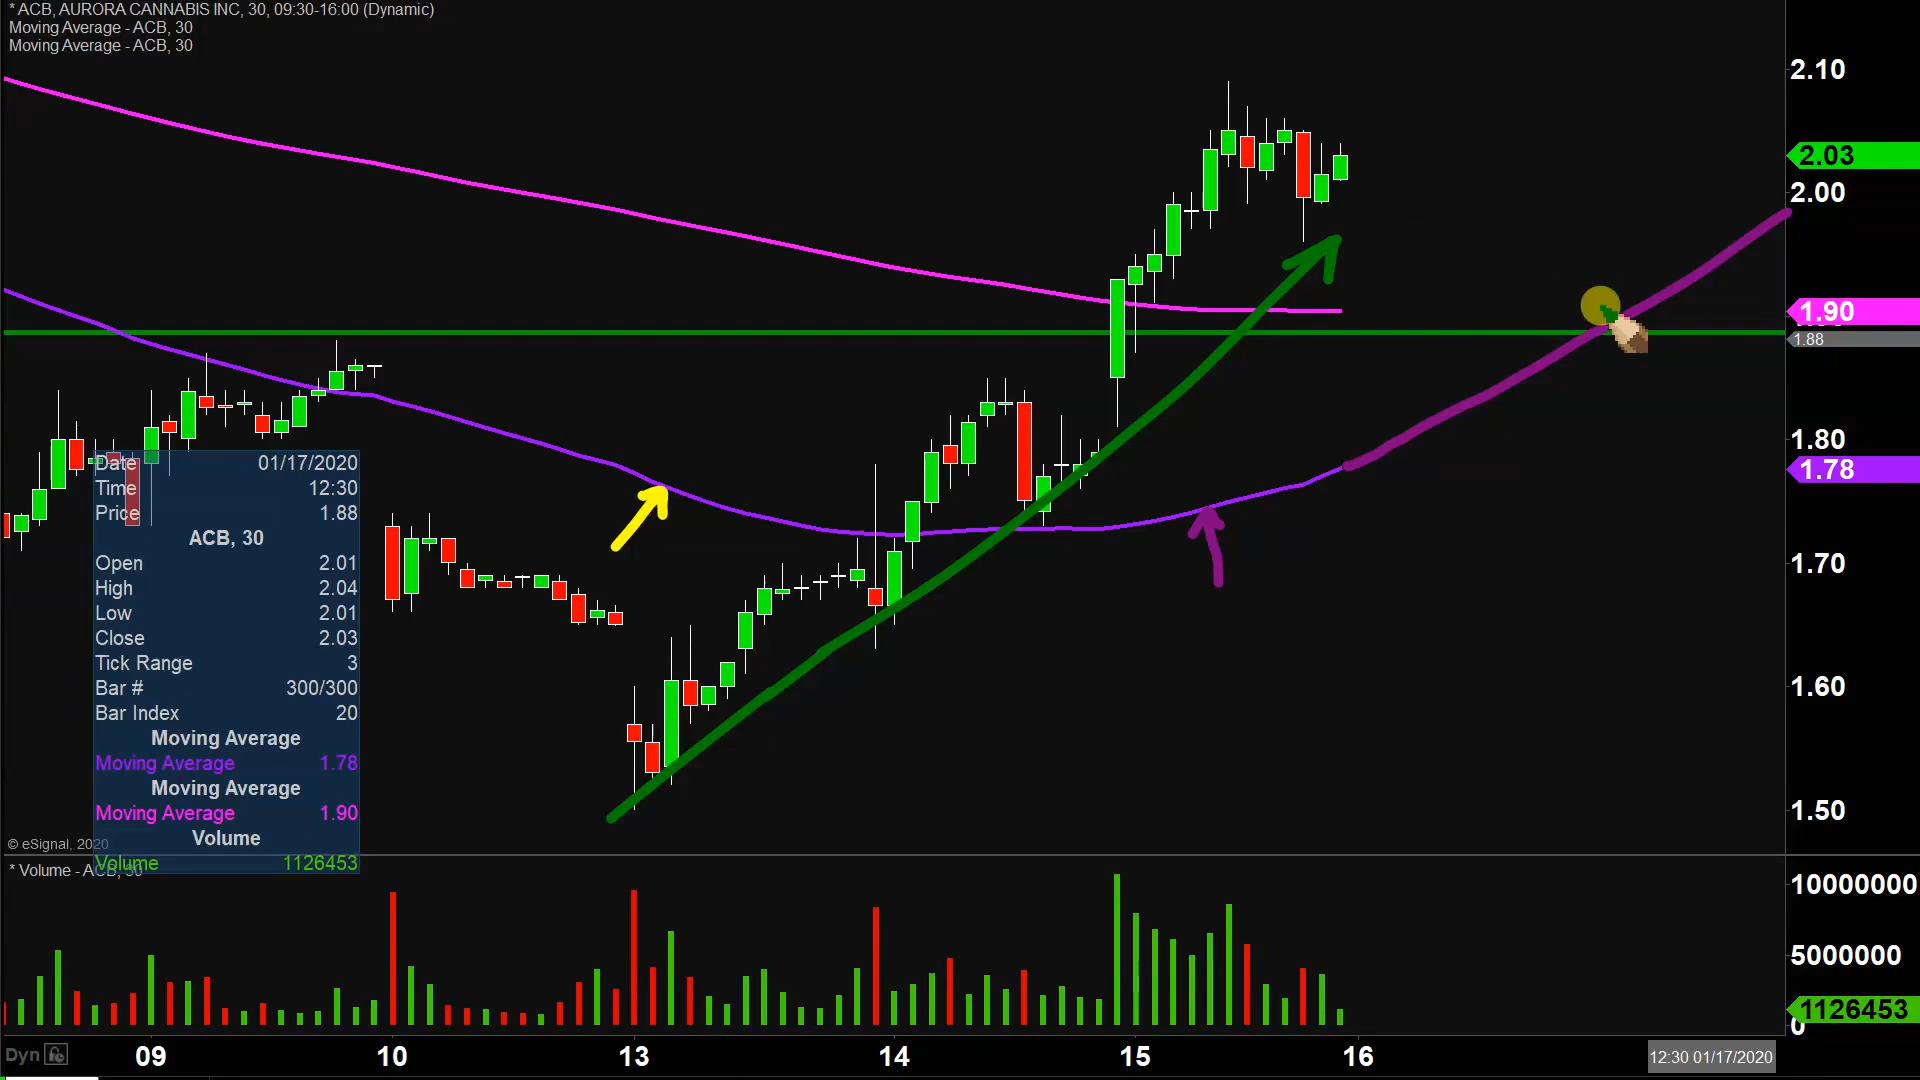 * ACB, AURORA CANNABIS INC, 30, 09:30-16:00 (Dynamic)
Moving Average - ACB, 30
Moving Average - ACB, 30
2.10
2.03
2.00
1.90
1.88
1.80
1.78
1.70
1.60
1.50
Date 01/17/2020
Time 12:30
Price 1.88
ACB, 30
Open 2.01
High 2.04
Low 2.01
Close 2.03
Tick Range 3
Bar # 300/300
Bar Index 20
Moving Average
Moving Average 1.78
Moving Average
Moving Average 1.90
Volume
Volume 1126453
© eSignal, 2020
* Volume - ACB, 30
10000000
5000000
1126453
0
Dyn
09 10 13 14 15 16
12:30 01/17/2020